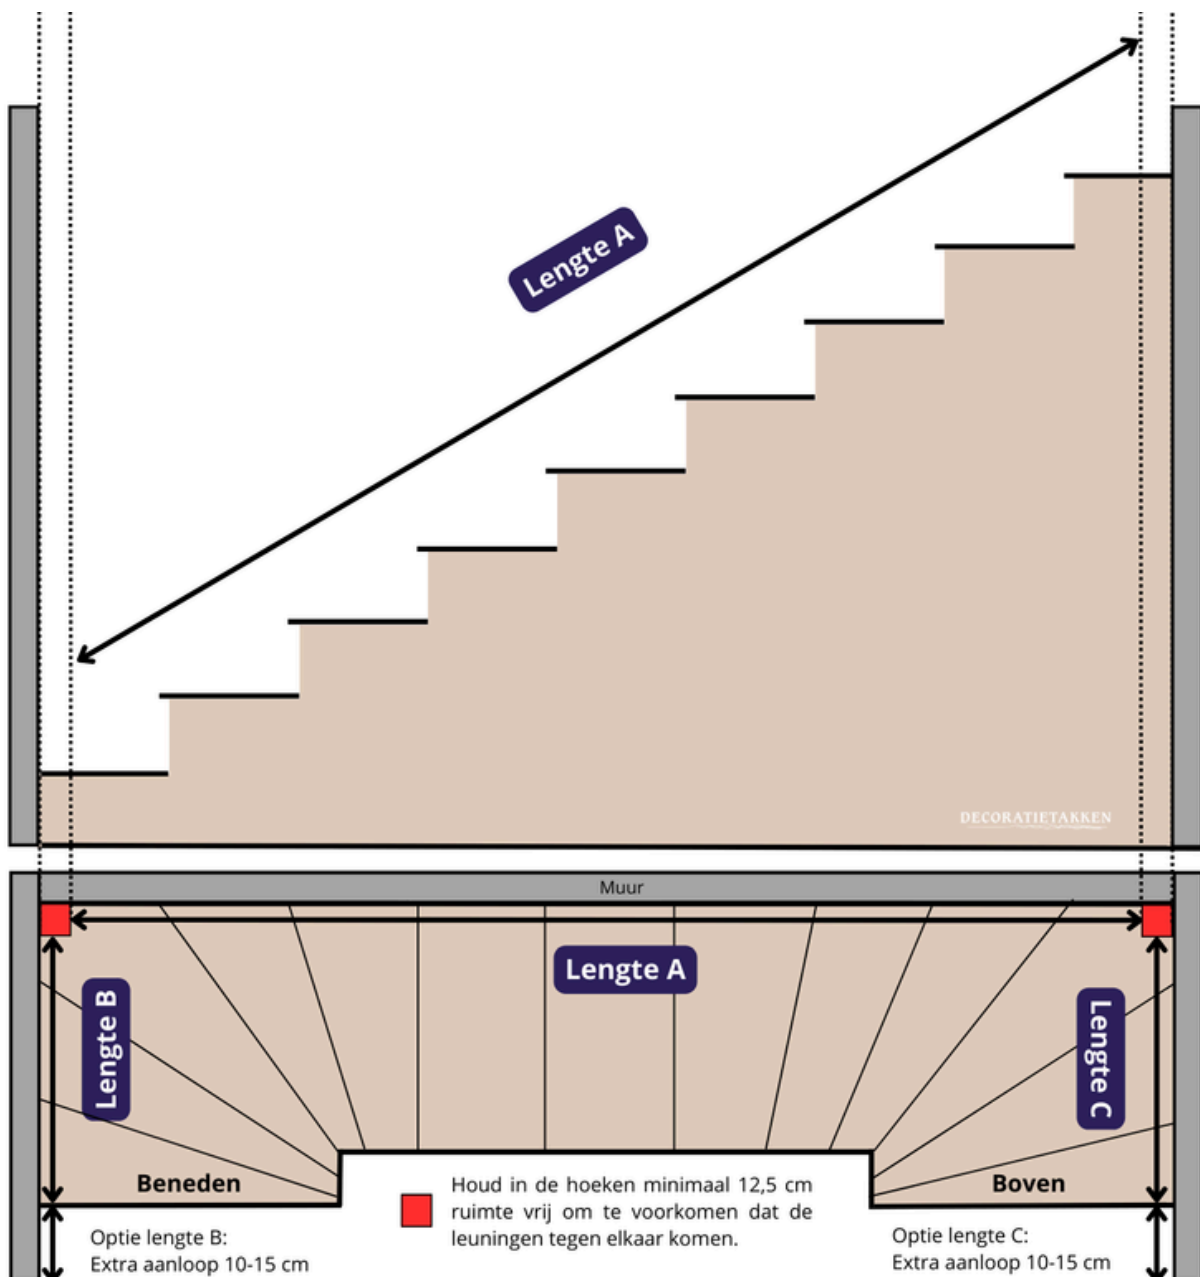 Lengte A
DECORATIETAKKEN
Muur
Lengte A
Lengte B
Lengte C
Beneden
Boven
Houd in de hoeken minimaal 12,5 cm
ruimte vrij om te voorkomen dat de
leuningen tegen elkaar komen.
Optie lengte B:
Extra aanloop 10-15 cm
Optie lengte C:
Extra aanloop 10-15 cm